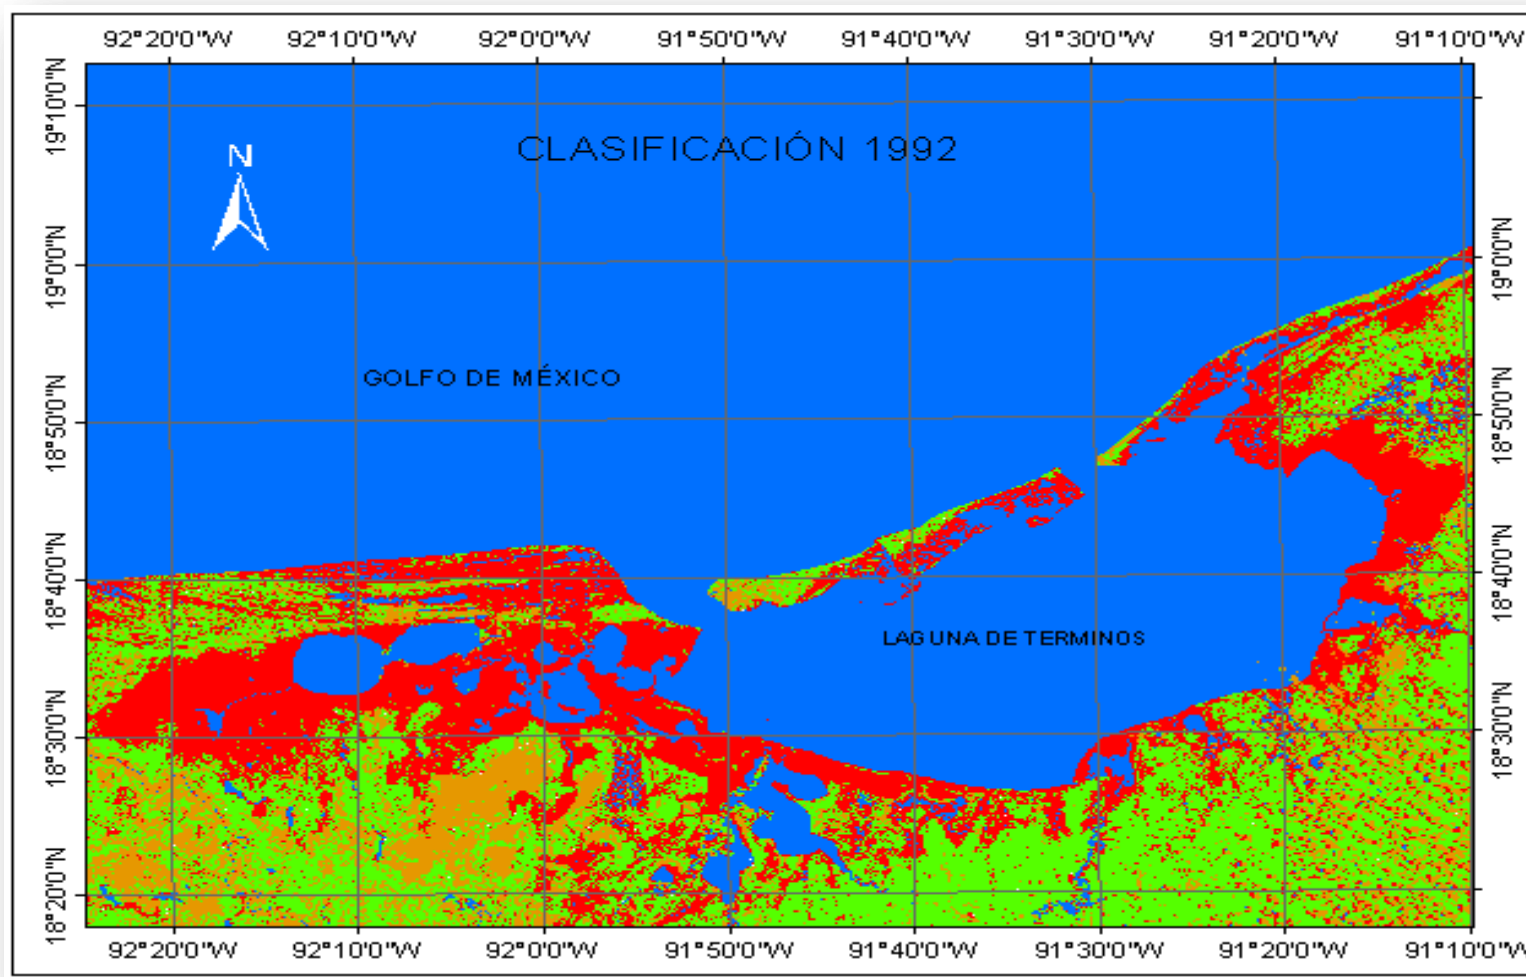 92°20'0"W 92°10'0"W 92°0'0"W 91°50'0"W 91°40'0"W 91°30'0"W 91°20'0"W 91°10'0"W
19°10'0"N
CLASIFICACIÓN 1992
N
19°0'0"N 19°0'0"N
GOLFO DE MÉXICO
18°50'0"N 18°50'0"N
18°40'0"N 18°40'0"N
LAGUNA DE TERMINOS
18°30'0"N 18°30'0"N
18°20'0"N
92°20'0"W 92°10'0"W 92°0'0"W 91°50'0"W 91°40'0"W 91°30'0"W 91°20'0"W 91°10'0"W